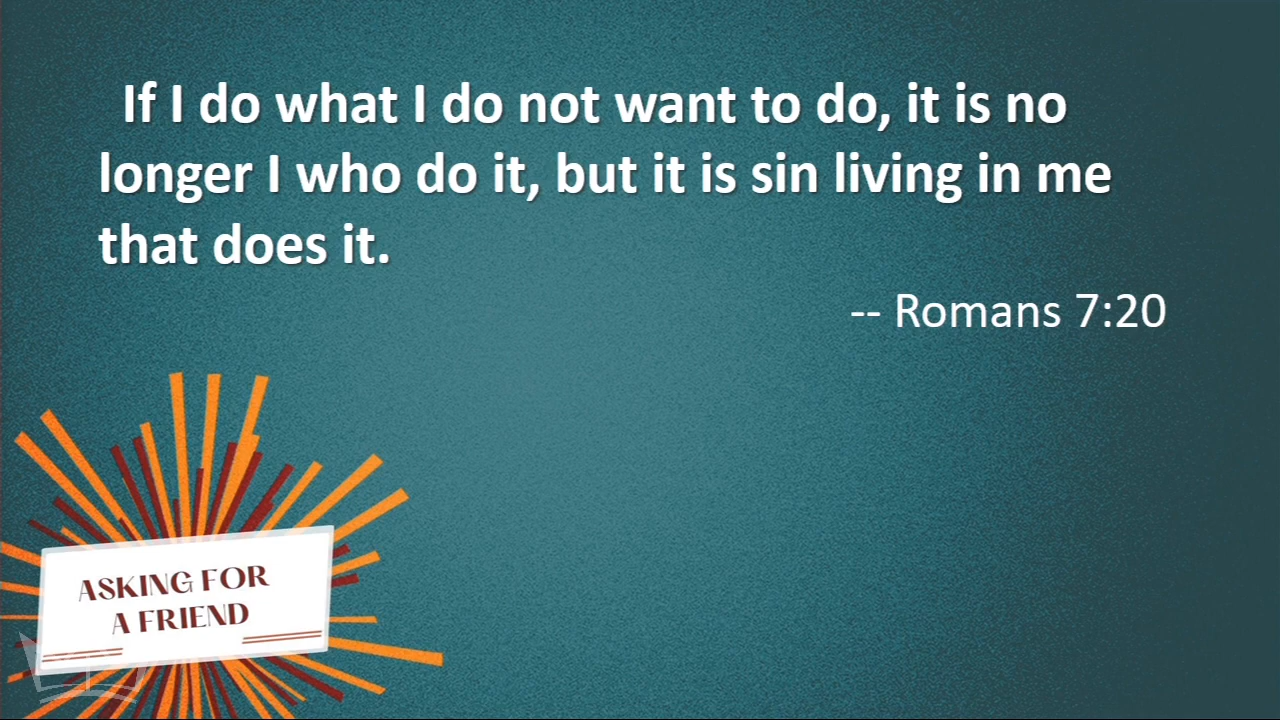 If I do what I do not want to do, it is no
longer I who do it, but it is sin living in me
that does it.
-- Romans 7:20
ASKING FOR
A FRIEND